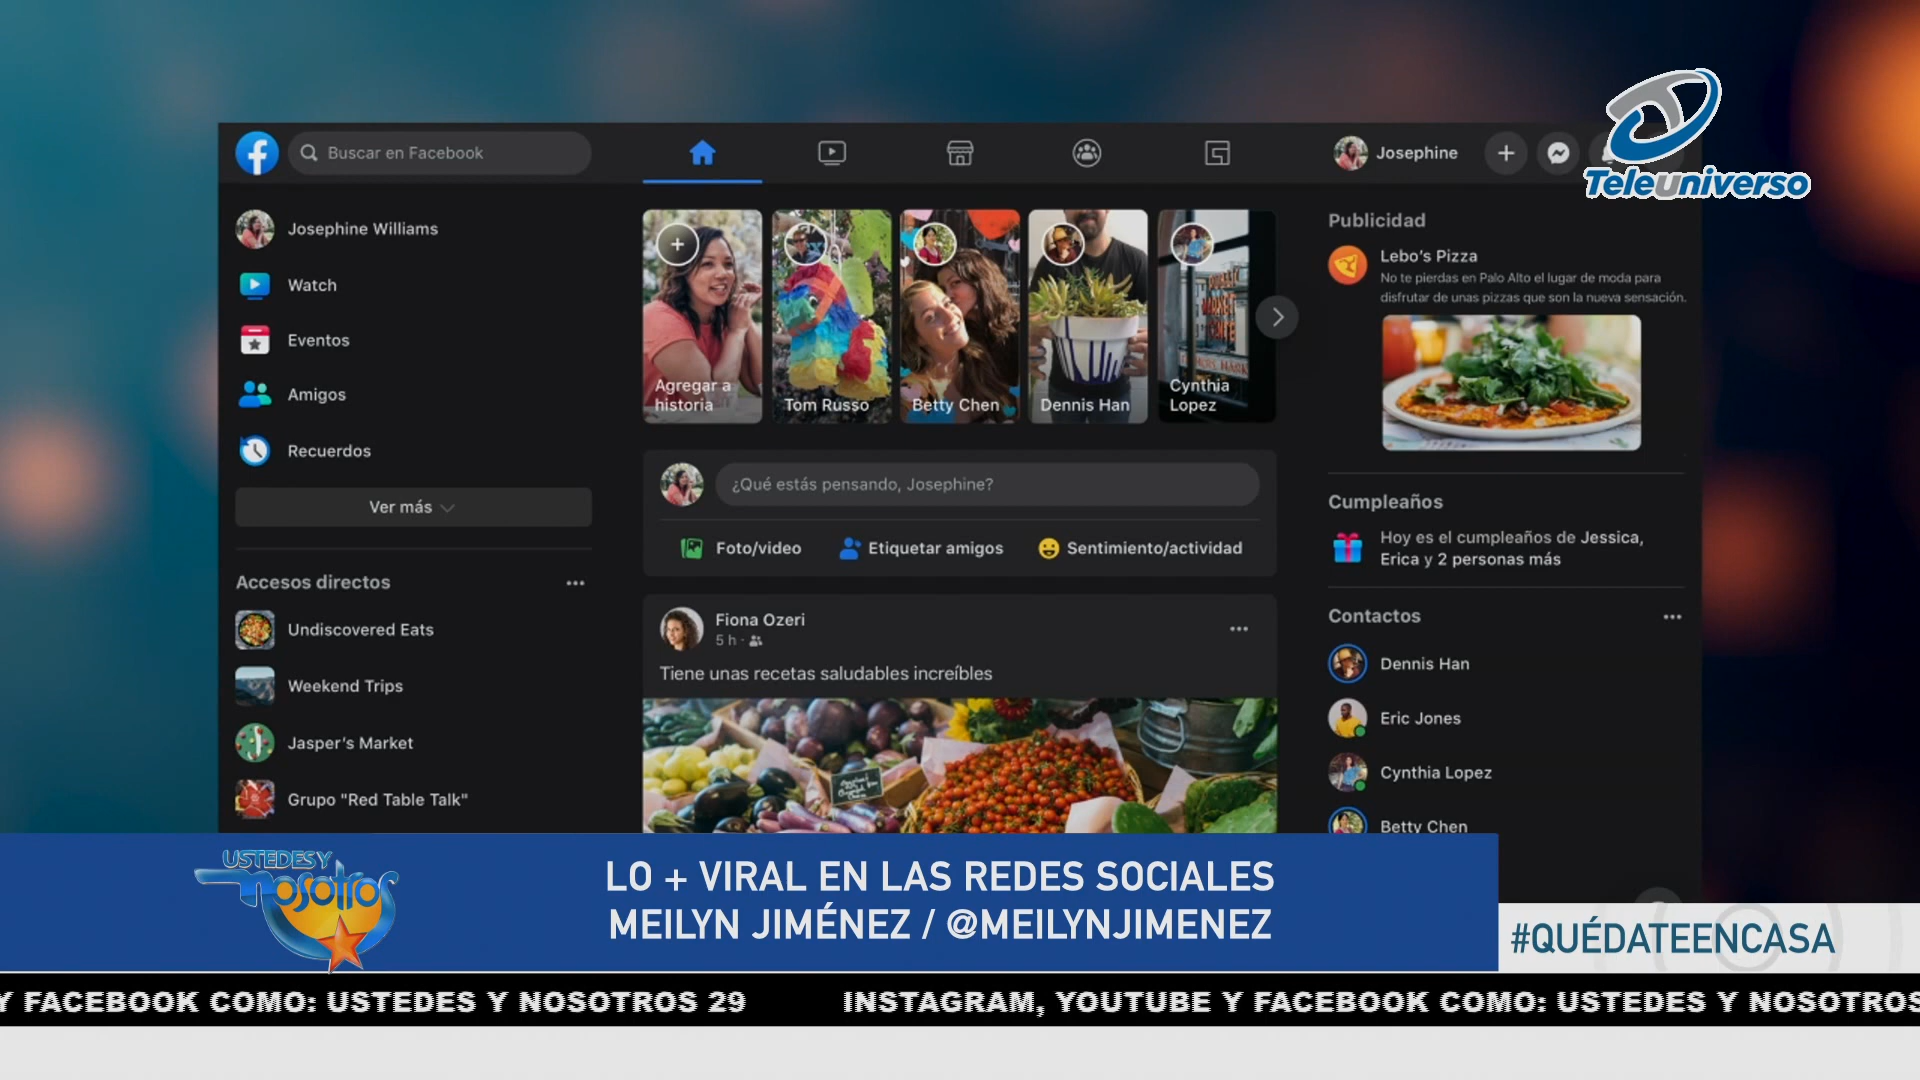 Teleuniverso
Buscar en Facebook
Josephine
Josephine Williams
Watch
Eventos
Amigos
Recuerdos
Ver más
Accesos directos
Undiscovered Eats
Weekend Trips
Jasper's Market
Grupo "Red Table Talk"
Agregar a
historia
Tom Russo
Betty Chen
Dennis Han
Cynthia
Lopez
¿Qué estás pensando, Josephine?
Foto/video
Etiquetar amigos
Sentimiento/actividad
Fiona Ozeri
5 h ·
Tiene unas recetas saludables increíbles
Publicidad
Lebo's Pizza
No te pierdas en Palo Alto el lugar de moda para
disfrutar de unas pizzas que son la nueva sensación.
Cumpleaños
Hoy es el cumpleaños de Jessica,
Erica y 2 personas más
Contactos
Dennis Han
Eric Jones
Cynthia Lopez
Betty Chen
USTEDES Y
nosotros
LO + VIRAL EN LAS REDES SOCIALES
MEILYN JIMÉNEZ / @MEILYNJIMENEZ
#QUÉDATEENCASA
Y FACEBOOK COMO: USTEDES Y NOSOTROS 29 INSTAGRAM, YOUTUBE Y FACEBOOK COMO: USTEDES Y NOSOTROS